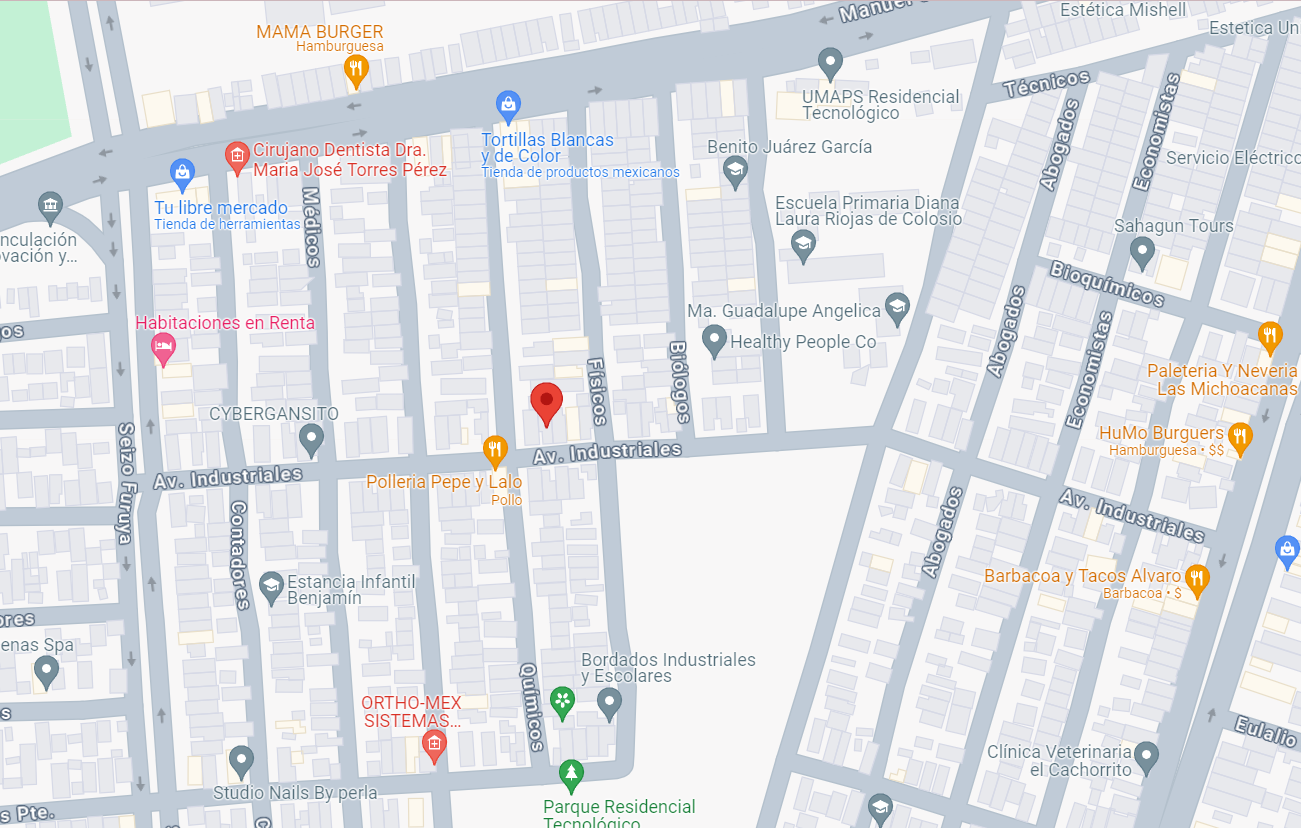 Estética Mishell
Manuel
MAMA BURGER
Hamburguesa
Estetica Un
Técnicos
UMAPS Residencial
Tecnológico
Abogados
Economistas
Tortillas Blancas
y de Color
Tienda de productos mexicanos
Cirujano Dentista Dra.
Maria José Torres Pérez
Benito Juárez García
Servicio Eléctrico
Médicos
Tu libre mercado
Tienda de herramientas
Escuela Primaria Diana
Laura Riojas de Colosio
Sahagun Tours
nculación
ovación y...
Bioquímicos
Habitaciones en Renta
os
Ma. Guadalupe Angelica
Healthy People Co
Abogados
Economistas
Físicos
Biólogos
Paleteria Y Neveria
Las Michoacanas
CYBERGANSITO
HuMo Burguers
Hamburguesa • $$
Seizo Furuya
Av. Industriales
Av. Industriales
Polleria Pepe y Lalo
Pollo
Av. Industriales
Contadores
Abogados
Estancia Infantil
Benjamín
Barbacoa y Tacos Alvaro
Barbacoa • $
ores
enas Spa
Bordados Industriales
y Escolares
Químicos
ORTHO-MEX
SISTEMAS...
s
Eulalio
Clínica Veterinaria
el Cachorrito
Studio Nails By perla
s Pte.
Parque Residencial
Tecnológico